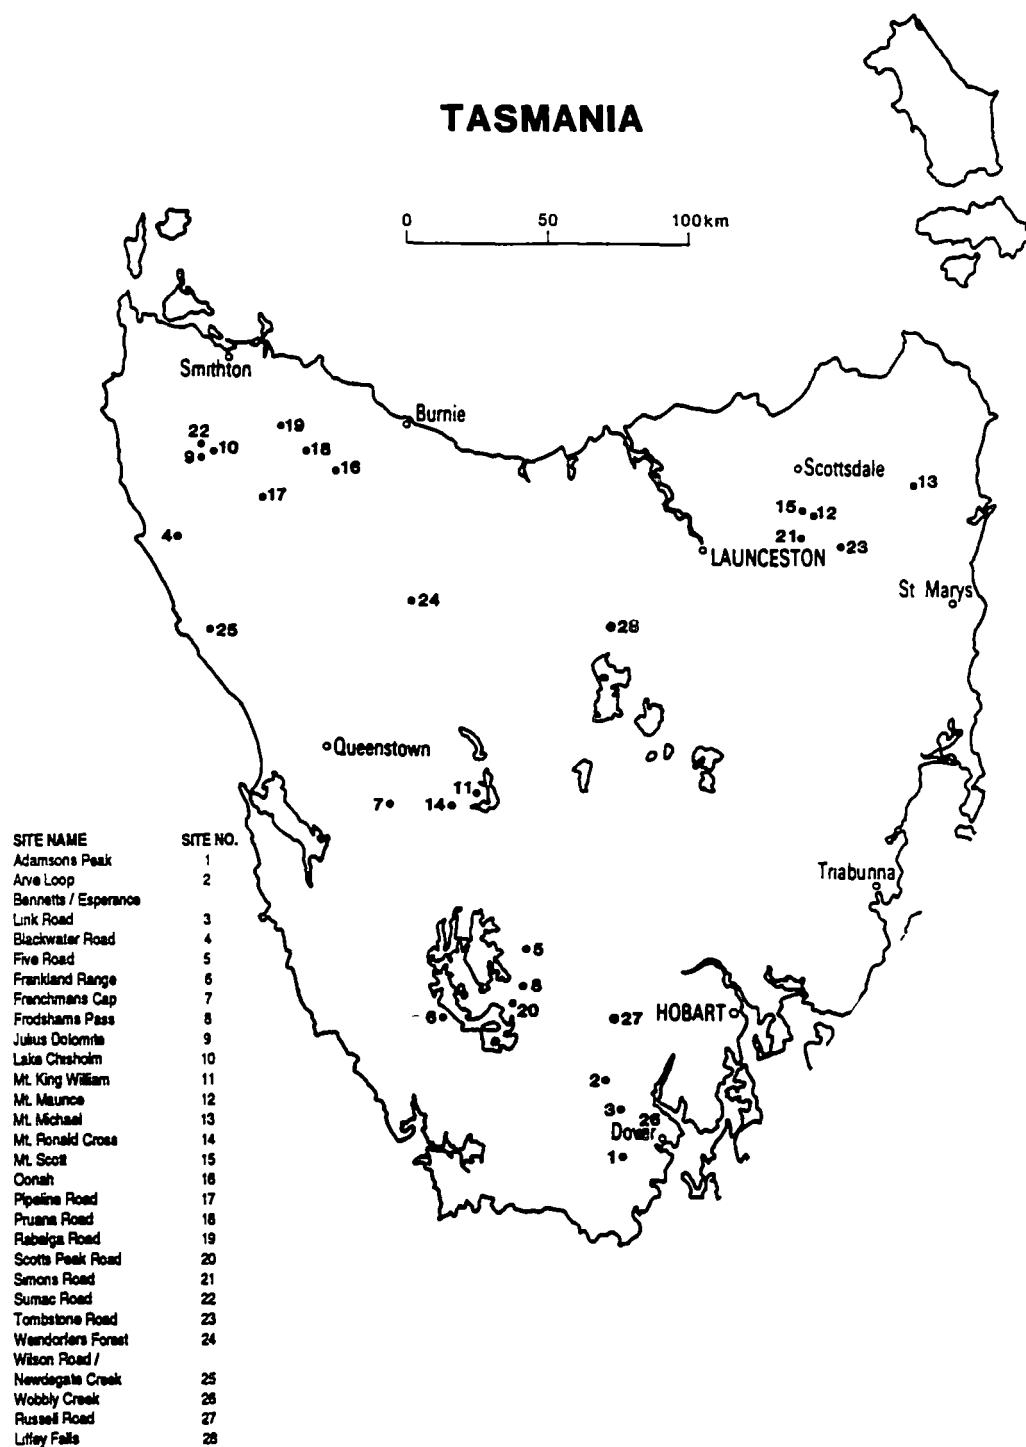 TASMANIA
0 50 100km
Smithton
Burnie
19
22
10
18
9
16
17
Scottsdale
13
15
12
4
21
23
LAUNCESTON
St Marys
24
25
28
Queenstown
11
7
14
Triabunna
5
8
20
6
27
HOBART
2
3
26
Dover
1
SITE NAME SITE NO.
Adamsons Peak 1
Arve Loop 2
Bennetts / Esperance
Link Road 3
Blackwater Road 4
Five Road 5
Frankland Range 6
Frenchmans Cap 7
Frodshams Pass 8
Julius Dolomite 9
Lake Chisholm 10
Mt. King William 11
Mt. Maurice 12
Mt. Michael 13
Mt. Ronald Cross 14
Mt. Scott 15
Oonah 16
Pipeline Road 17
Pruana Road 18
Rabalga Road 19
Scotts Peak Road 20
Simons Road 21
Sumac Road 22
Tombstone Road 23
Weindorfers Forest 24
Wilson Road /
Newdegate Creek 25
Wobbly Creek 26
Russell Road 27
Liffey Falls 28